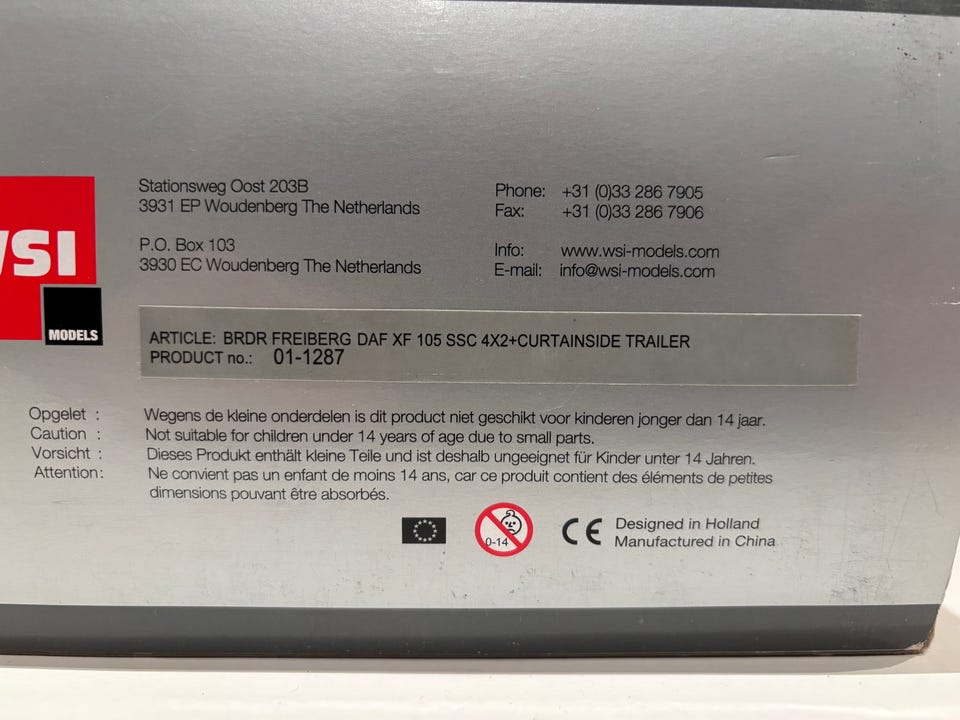 WSI
MODELS
Stationsweg Oost 203B
3931 EP Woudenberg The Netherlands
P.O. Box 103
3930 EC Woudenberg The Netherlands
Phone: +31 (0)33 286 7905
Fax: +31 (0)33 286 7906
Info: www.wsi-models.com
E-mail: info@wsi-models.com
ARTICLE: BRDR FREIBERG DAF XF 105 SSC 4X2+CURTAINSIDE TRAILER
PRODUCT no.: 01-1287
Opgelet : Wegens de kleine onderdelen is dit product niet geschikt voor kinderen jonger dan 14 jaar.
Caution : Not suitable for children under 14 years of age due to small parts.
Vorsicht : Dieses Produkt enthält kleine Teile und ist deshalb ungeeignet für Kinder unter 14 Jahren.
Attention: Ne convient pas un enfant de moins 14 ans, car ce produit contient des éléments de petites
dimensions pouvant être absorbés.
0-14
CE
Designed in Holland
Manufactured in China